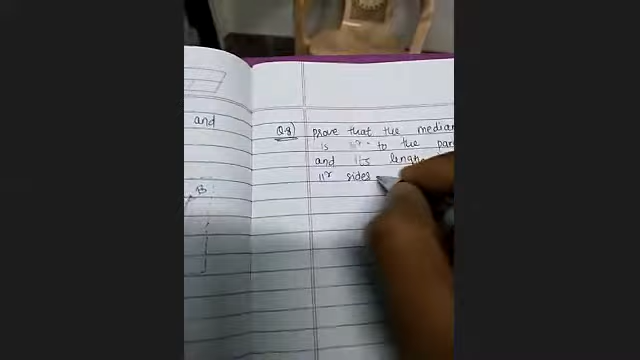 and
B
Q8) prove that the median
is ||ʳ to the par
and its length
||ʳ sides